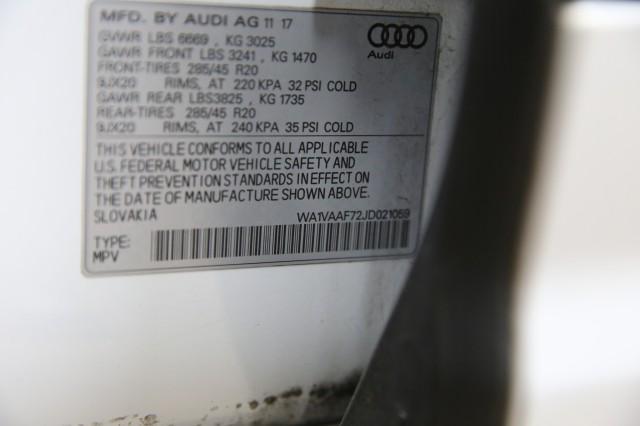 MFD. BY AUDI AG 11 17
GVWR LBS 6669 , KG 3025
GAWR FRONT LBS 3241 , KG 1470
FRONT-TIRES 285/45 R20
9JX20 RIMS, AT 220 KPA 32 PSI COLD
GAWR REAR LBS3825 , KG 1735
REAR-TIRES 285/45 R20
9JX20 RIMS, AT 240 KPA 35 PSI COLD
Audi
THIS VEHICLE CONFORMS TO ALL APPLICABLE
U.S. FEDERAL MOTOR VEHICLE SAFETY AND
THEFT PREVENTION STANDARDS IN EFFECT ON
THE DATE OF MANUFACTURE SHOWN ABOVE.
SLOVAKIA WA1VAAF72JD021059
TYPE:
MPV